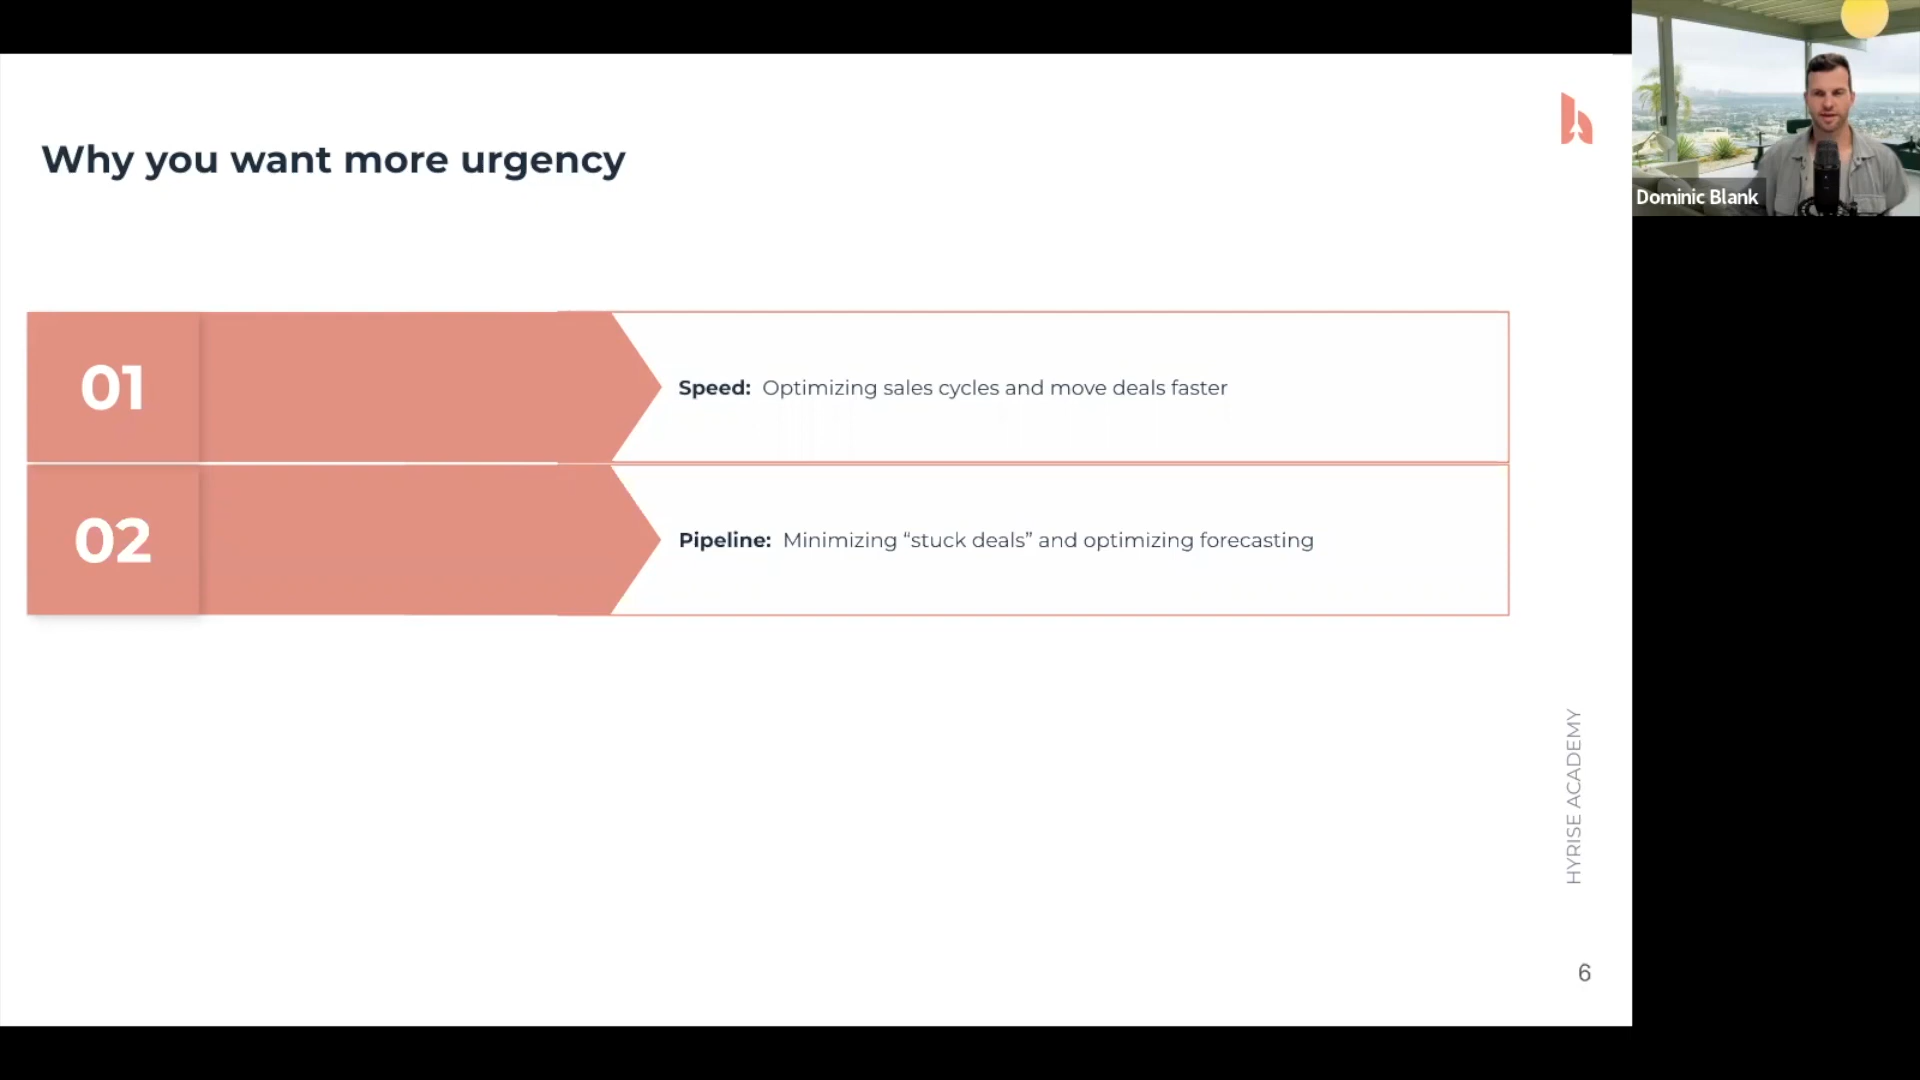 Why you want more urgency
Dominic Blank
01
Speed: Optimizing sales cycles and move deals faster
02
Pipeline: Minimizing “stuck deals” and optimizing forecasting
HYRISE ACADEMY
6